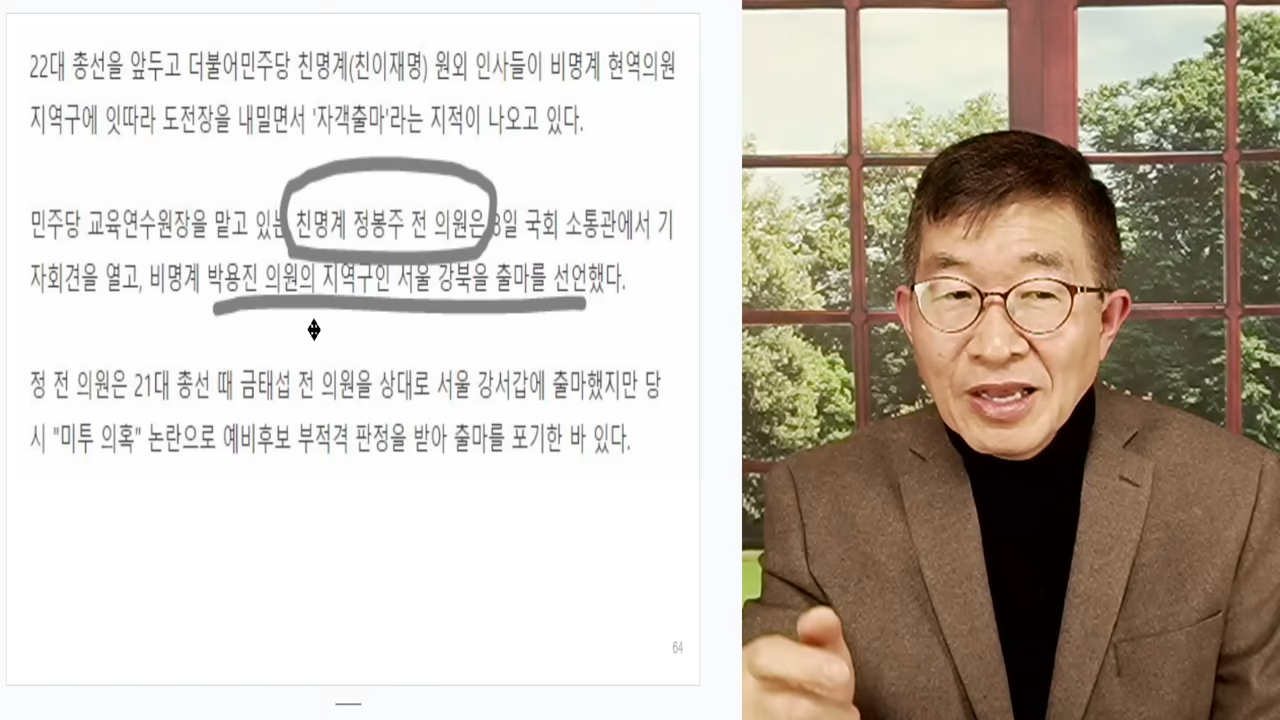 22대 총선을 앞두고 더불어민주당 친명계(친이재명) 원외 인사들이 비명계 현역의원
지역구에 잇따라 도전장을 내밀면서 '자객출마'라는 지적이 나오고 있다.
민주당 교육연수원장을 맡고 있는 친명계 정봉주 전 의원은 8일 국회 소통관에서 기
자회견을 열고, 비명계 박용진 의원의 지역구인 서울 강북을 출마를 선언했다.
정 전 의원은 21대 총선 때 금태섭 전 의원을 상대로 서울 강서갑에 출마했지만 당
시 "미투 의혹" 논란으로 예비후보 부적격 판정을 받아 출마를 포기한 바 있다.
64